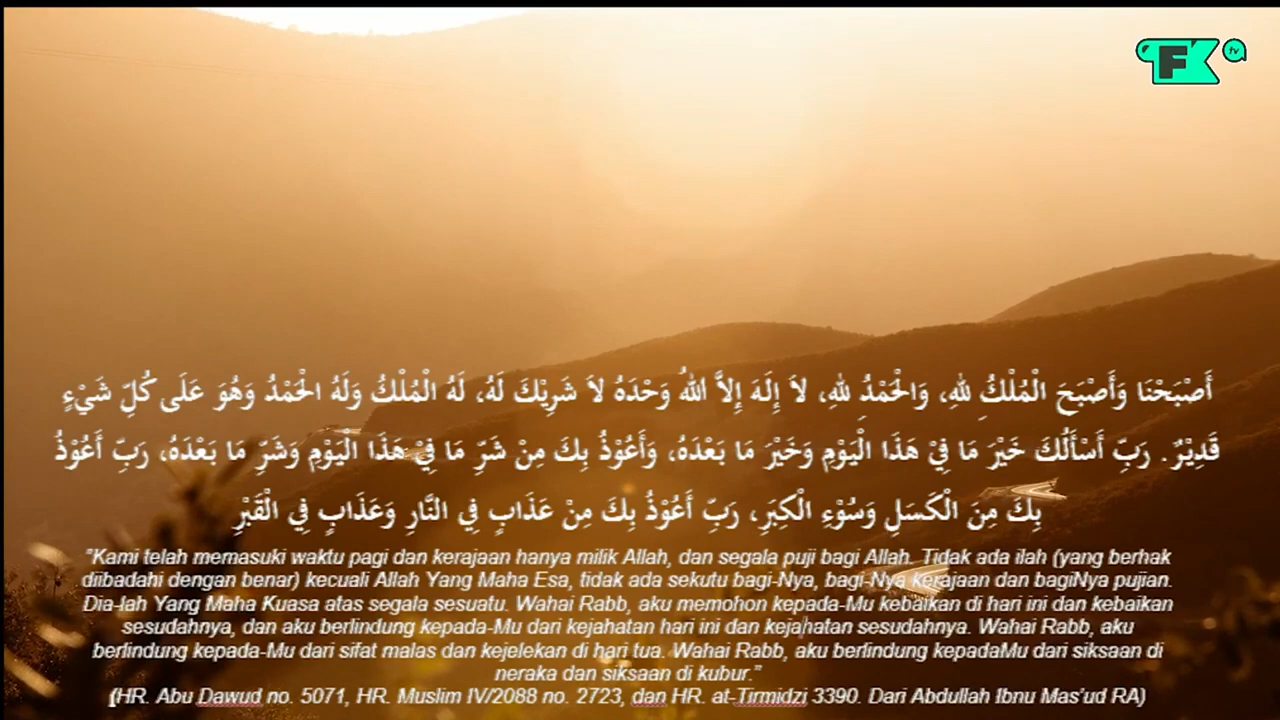 FK tv
أَصْبَحْنَا وَأَصْبَحَ الْمُلْكُ لِلهِ، وَالْحَمْدُ لِلهِ، لاَ إِلَهَ إِلاَّ اللهُ وَحْدَهُ لاَ شَرِيْكَ لَهُ، لَهُ الْمُلْكُ وَلَهُ الْحَمْدُ وَهُوَ عَلَى كُلِّ شَيْءٍ
قَدِيْرٌ. رَبِّ أَسْأَلُكَ خَيْرَ مَا فِيْ هَذَا الْيَوْمِ وَخَيْرَ مَا بَعْدَهُ، وَأَعُوْذُ بِكَ مِنْ شَرِّ مَا فِيْ هَذَا الْيَوْمِ وَشَرِّ مَا بَعْدَهُ، رَبِّ أَعُوْذُ
بِكَ مِنَ الْكَسَلِ وَسُوْءِ الْكِبَرِ، رَبِّ أَعُوْذُ بِكَ مِنْ عَذَابٍ فِي النَّارِ وَعَذَابٍ فِي الْقَبْرِ
"Kami telah memasuki waktu pagi dan kerajaan hanya milik Allah, dan segala puji bagi Allah. Tidak ada ilah (yang berhak
diibadahi dengan benar) kecuali Allah Yang Maha Esa, tidak ada sekutu bagi-Nya, bagi-Nya kerajaan dan bagiNya pujian.
Dia-lah Yang Maha Kuasa atas segala sesuatu. Wahai Rabb, aku memohon kepada-Mu kebaikan di hari ini dan kebaikan
sesudahnya, dan aku berlindung kepada-Mu dari kejahatan hari ini dan kejahatan sesudahnya. Wahai Rabb, aku
berlindung kepada-Mu dari sifat malas dan kejelekan di hari tua. Wahai Rabb, aku berlindung kepadaMu dari siksaan di
neraka dan siksaan di kubur."
(HR. Abu Dawud no. 5071, HR. Muslim IV/2088 no. 2723, dan HR. at-Tirmidzi 3390. Dari Abdullah Ibnu Mas'ud RA)